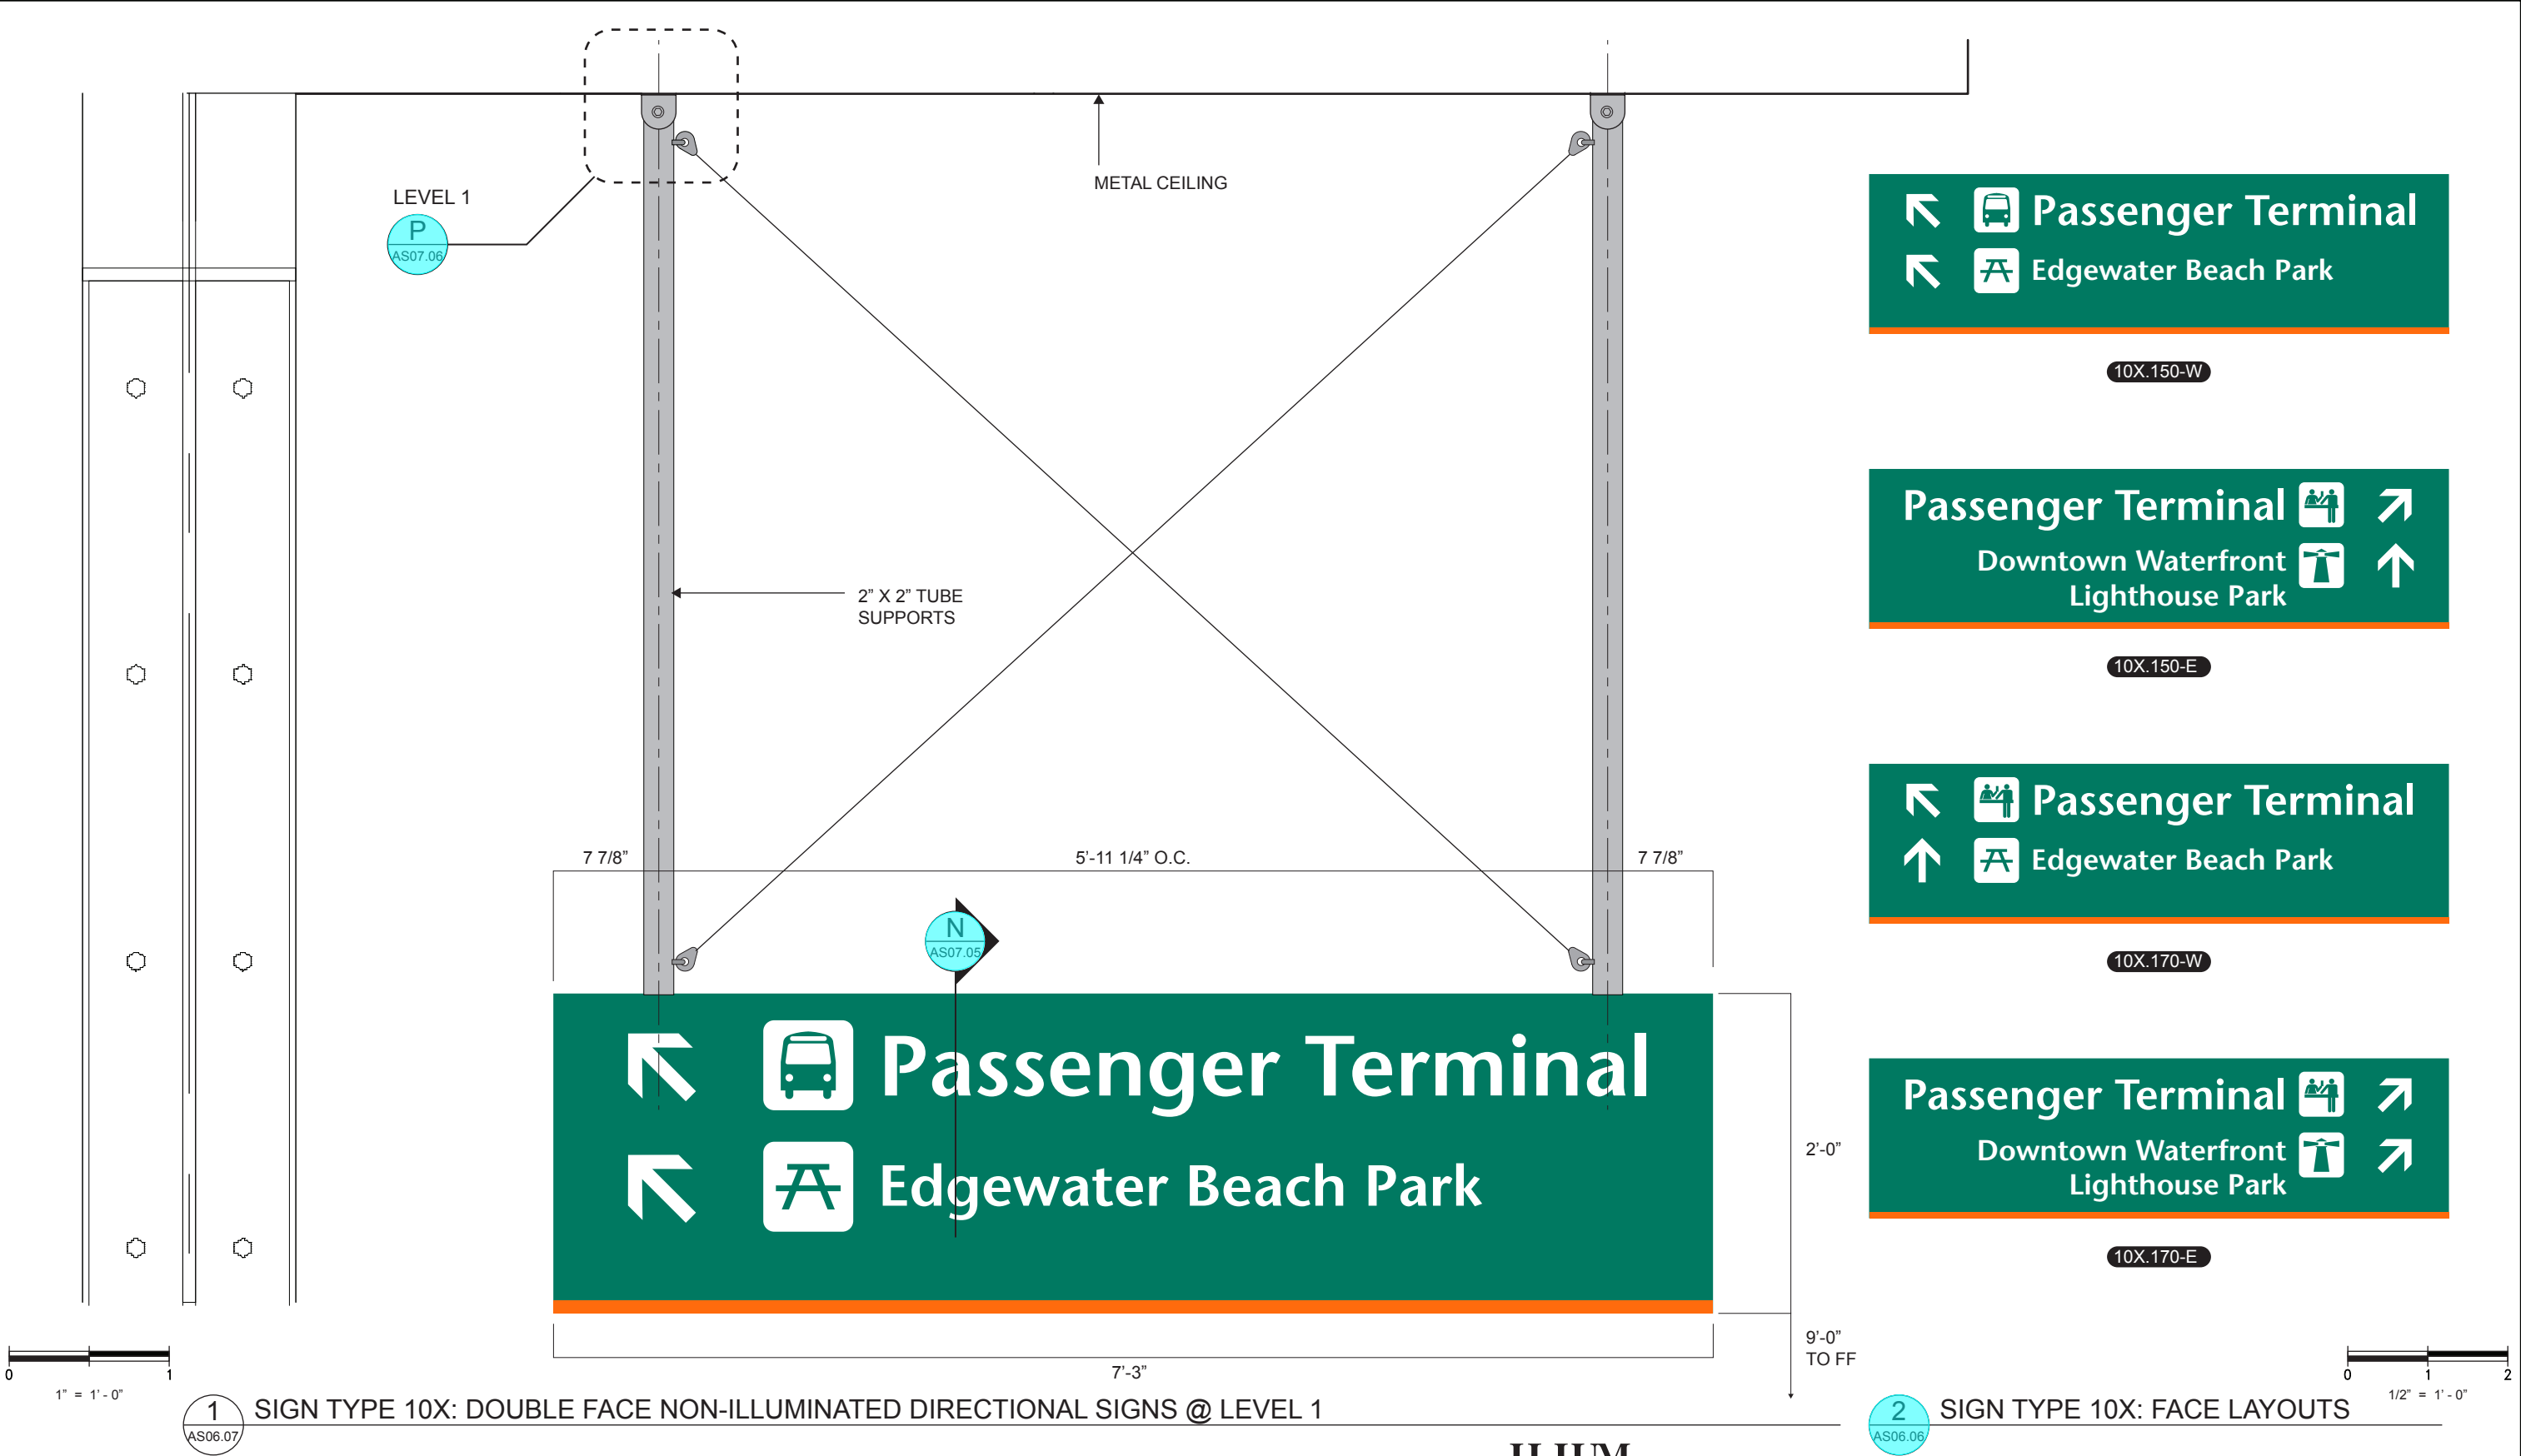 LEVEL 1
P
AS07.06
METAL CEILING
2” X 2” TUBE
SUPPORTS
7 7/8”
5’-11 1/4” O.C.
7 7/8”
N
AS07.05
Passenger Terminal
Edgewater Beach Park
2’-0”
9’-0”
TO FF
7’-3”
0 1
1” = 1’ - 0”
1
AS06.07
SIGN TYPE 10X: DOUBLE FACE NON-ILLUMINATED DIRECTIONAL SIGNS @ LEVEL 1
Passenger Terminal
Edgewater Beach Park
10X.150-W
Passenger Terminal
Downtown Waterfront
Lighthouse Park
10X.150-E
Passenger Terminal
Edgewater Beach Park
10X.170-W
Passenger Terminal
Downtown Waterfront
Lighthouse Park
10X.170-E
0 1 2
1/2” = 1’ - 0”
2
AS06.06
SIGN TYPE 10X: FACE LAYOUTS